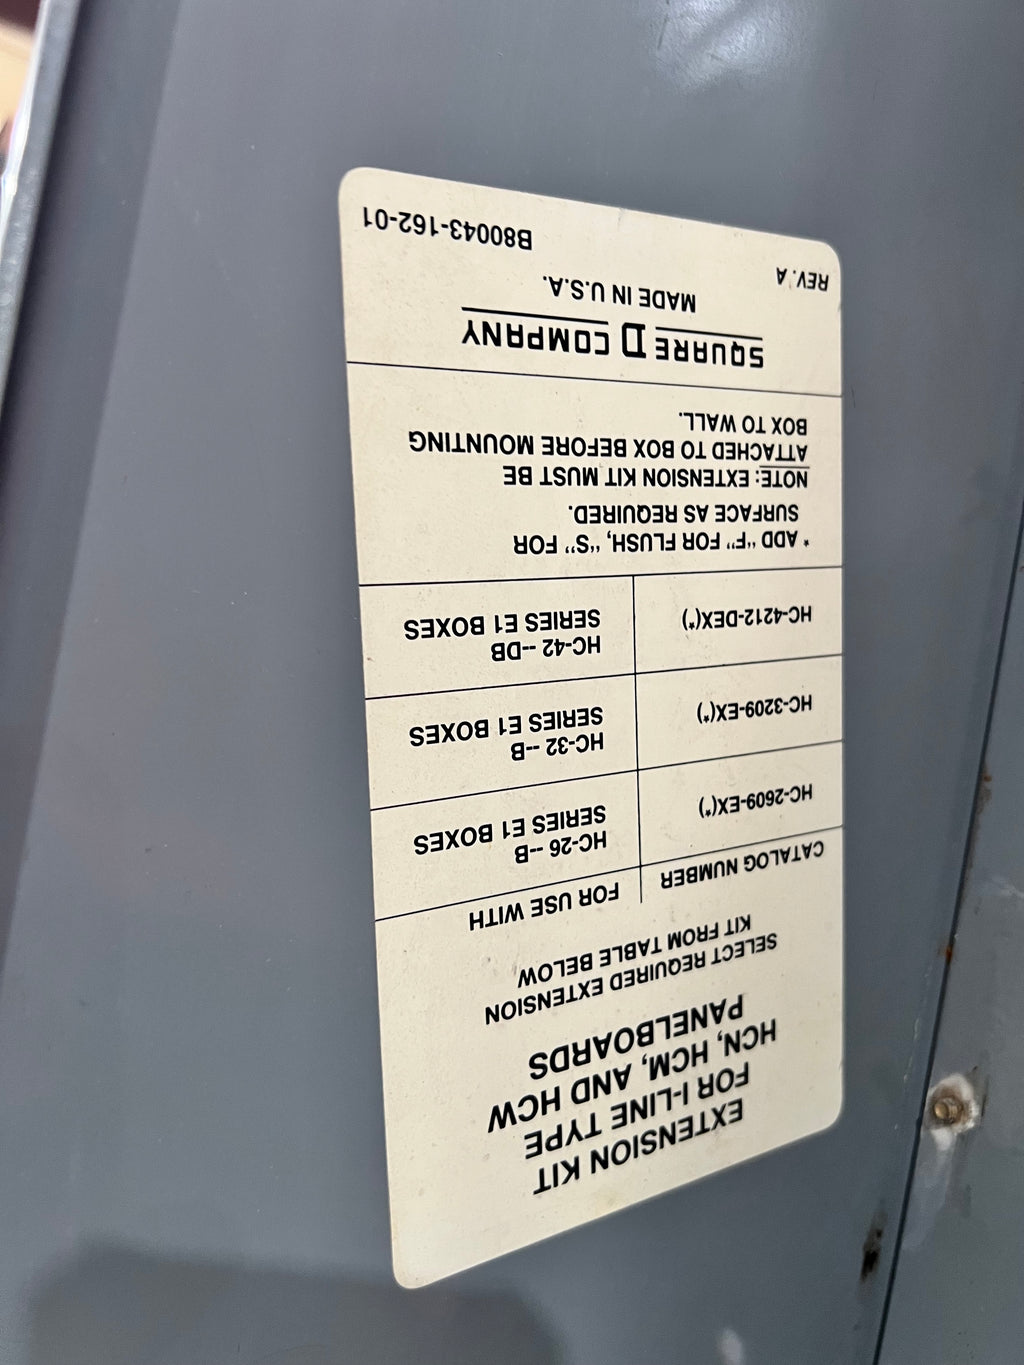 EXTENSION KIT
FOR I-LINE TYPE
HCN, HCM, AND HCW
PANELBOARDS
SELECT REQUIRED EXTENSION
KIT FROM TABLE BELOW
CATALOG NUMBER
FOR USE WITH
HC-2609-EX(*)
HC-26 --B
SERIES E1 BOXES
HC-3209-EX(*)
HC-32 --B
SERIES E1 BOXES
HC-4212-DEX(*)
HC-42 --DB
SERIES E1 BOXES
* ADD "F" FOR FLUSH, "S" FOR
SURFACE AS REQUIRED.
NOTE: EXTENSION KIT MUST BE
ATTACHED TO BOX BEFORE MOUNTING
BOX TO WALL.
SQUARE D COMPANY
MADE IN U.S.A.
REV. A
B80043-162-01